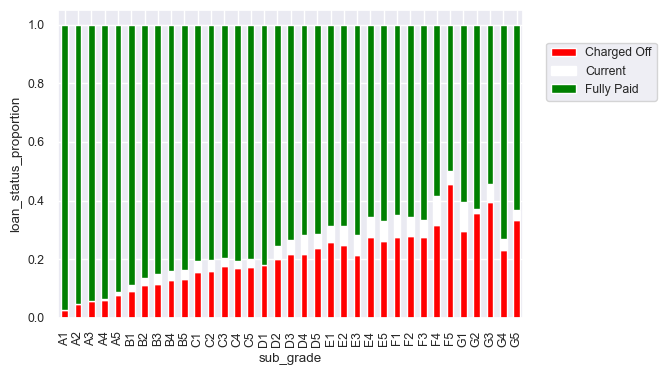 Charged Off
Current
Fully Paid
loan_status_proportion
1.0
0.8
0.6
0.4
0.2
0.0
A1 A2 A3 A4 A5 B1 B2 B3 B4 B5 C1 C2 C3 C4 C5 D1 D2 D3 D4 D5 E1 E2 E3 E4 E5 F1 F2 F3 F4 F5 G1 G2 G3 G4 G5
sub_grade